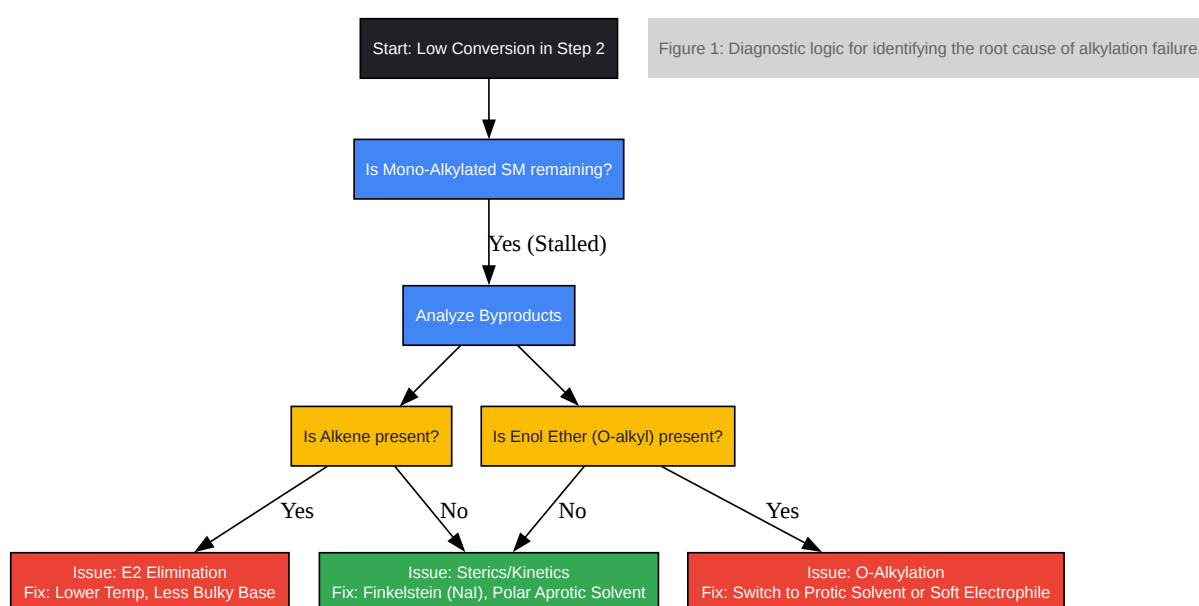 Start: Low Conversion in Step 2
Figure 1: Diagnostic logic for identifying the root cause of alkylation failure
Is Mono-Alkylated SM remaining?
Yes (Stalled)
Analyze Byproducts
Is Alkene present?
Is Enol Ether (O-alkyl) present?
Yes
No
No
Yes
Issue: E2 Elimination
Fix: Lower Temp, Less Bulky Base
Issue: Sterics/Kinetics
Fix: Finkelstein (NaI), Polar Aprotic Solvent
Issue: O-Alkylation
Fix: Switch to Protic Solvent or Soft Electrophile